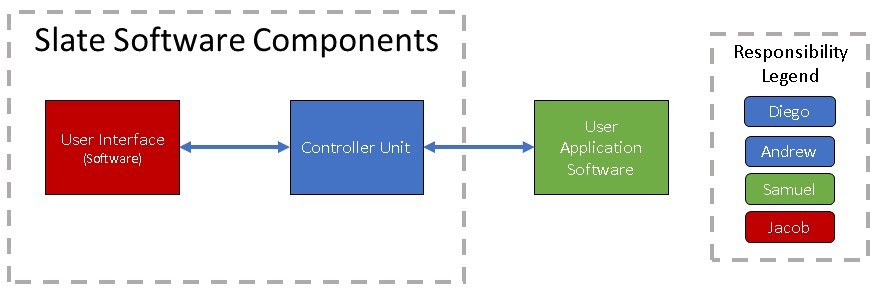 Slate Software Components
User Interface
(Software)
Controller Unit
User
Application
Software
Responsibility
Legend
Diego
Andrew
Samuel
Jacob